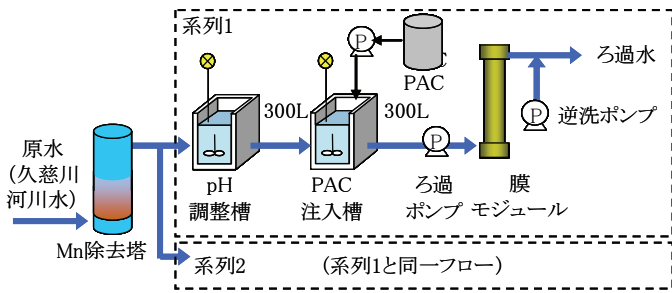 系列1
P
PAC
300L
300L
ろ過水
P
逆洗ポンプ
原水
(久慈川
河川水)
P
Mn除去塔
pH
調整槽
PAC
注入槽
ろ過
ポンプ
膜
モジュール
系列2
(系列1と同一フロー)